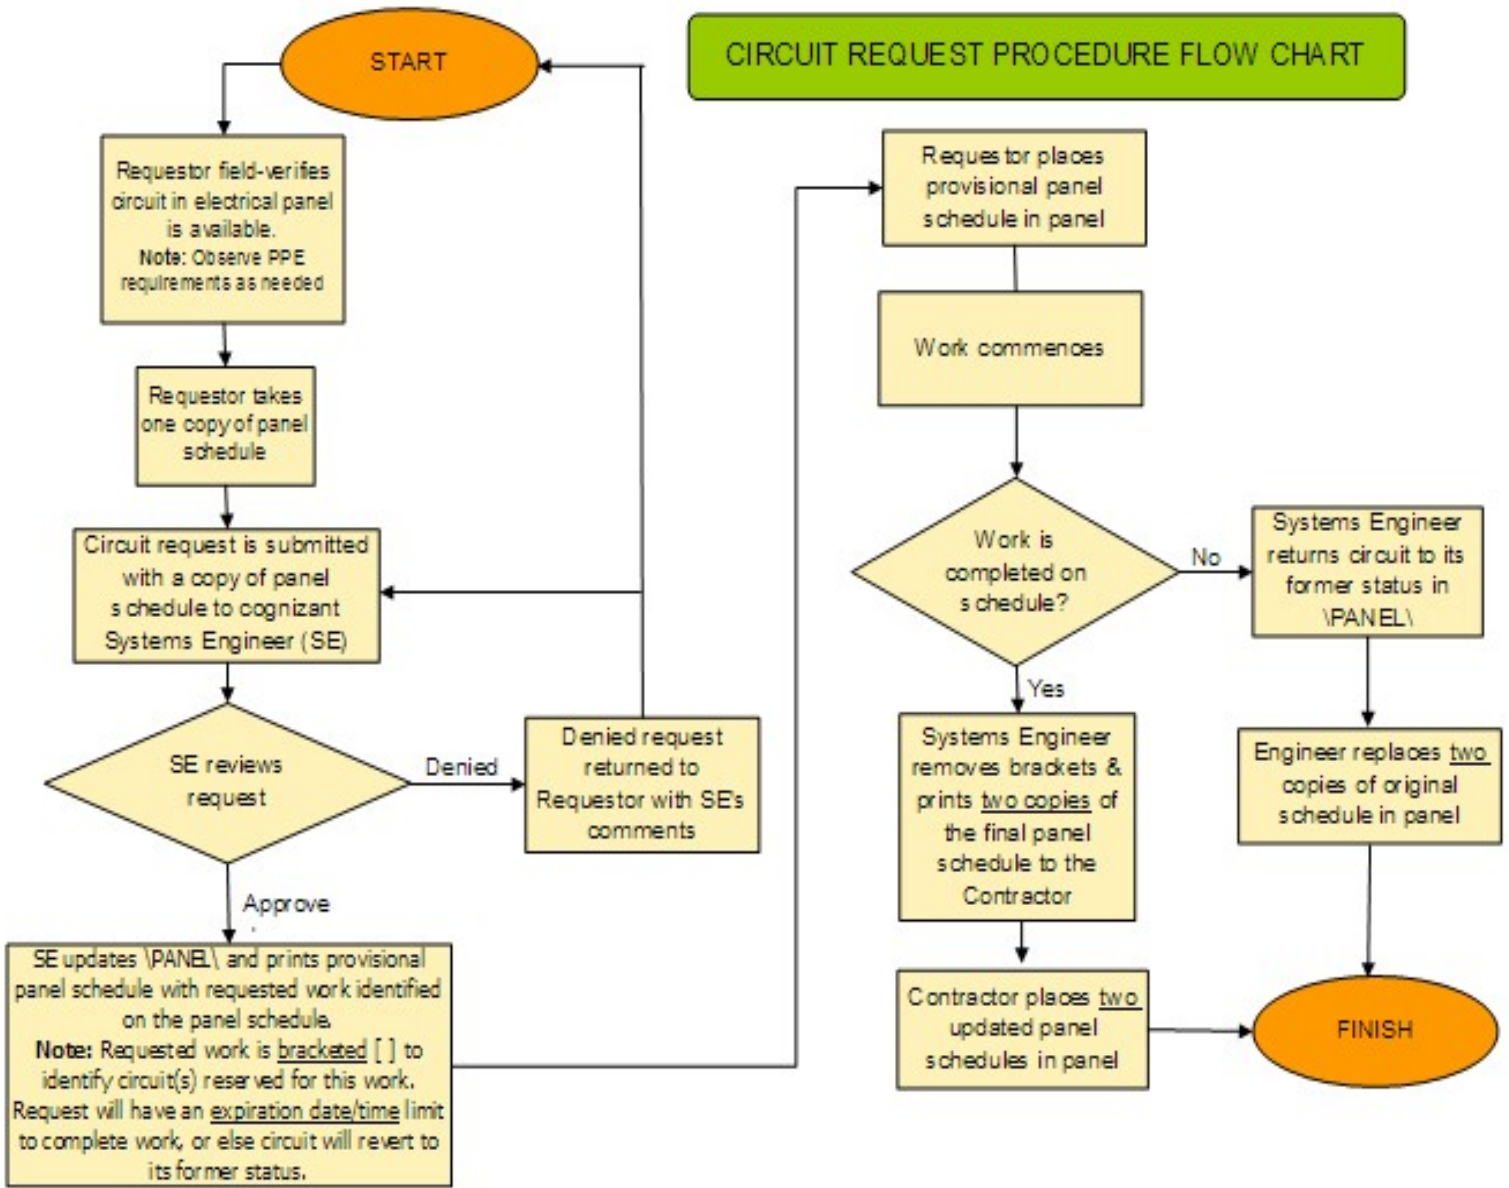 START
CIRCUIT REQUEST PROCEDURE FLOW CHART
Requestor field-verifies
circuit in electrical panel
is available.
Note: Observe PPE
requirements as needed
Requestor takes
one copy of panel
schedule
Circuit request is submitted
with a copy of panel
schedule to cognizant
Systems Engineer (SE)
SE reviews
request
Denied
Denied request
returned to
Requestor with SE's
comments
Approve
SE updates \PANEL\ and prints provisional
panel schedule with requested work identified
on the panel schedule.
Note: Requested work is bracketed [ ] to
identify circuit(s) reserved for this work.
Request will have an expiration date/time limit
to complete work, or else circuit will revert to
its former status.
Requestor places
provisional panel
schedule in panel
Work commences
Work is
completed on
schedule?
No
Systems Engineer
returns circuit to its
former status in
\PANEL\
Engineer replaces two
copies of original
schedule in panel
Yes
Systems Engineer
removes brackets &
prints two copies of
the final panel
schedule to the
Contractor
Contractor places two
updated panel
schedules in panel
FINISH